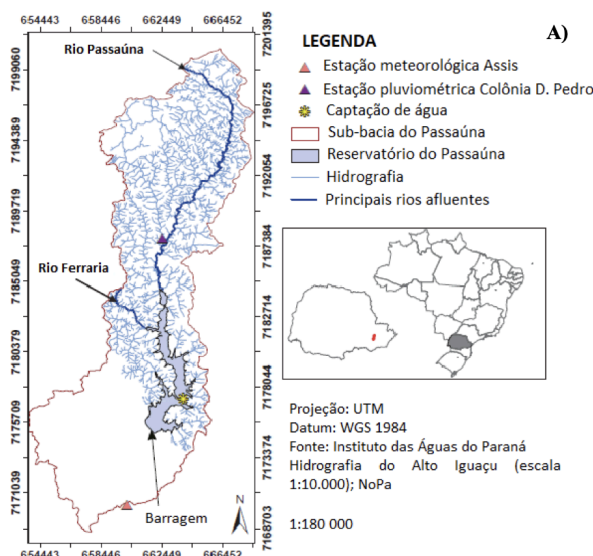 654443 658446 662449 666452
A)
7199060
7194389
7189719
7185049
7180379
7175709
7171039
7201395
7196725
7192054
7187384
7182714
7178044
7173374
7168703
Rio Passaúna
Rio Ferraria
Barragem
N
654443 658446 662449 666452
LEGENDA
Estação meteorológica Assis
Estação pluviométrica Colônia D. Pedro
Captação de água
Sub-bacia do Passaúna
Reservatório do Passaúna
Hidrografia
Principais rios afluentes
Projeção: UTM
Datum: WGS 1984
Fonte: Instituto das Águas do Paraná
Hidrografia do Alto Iguaçu (escala
1:10.000); NoPa
1:180 000